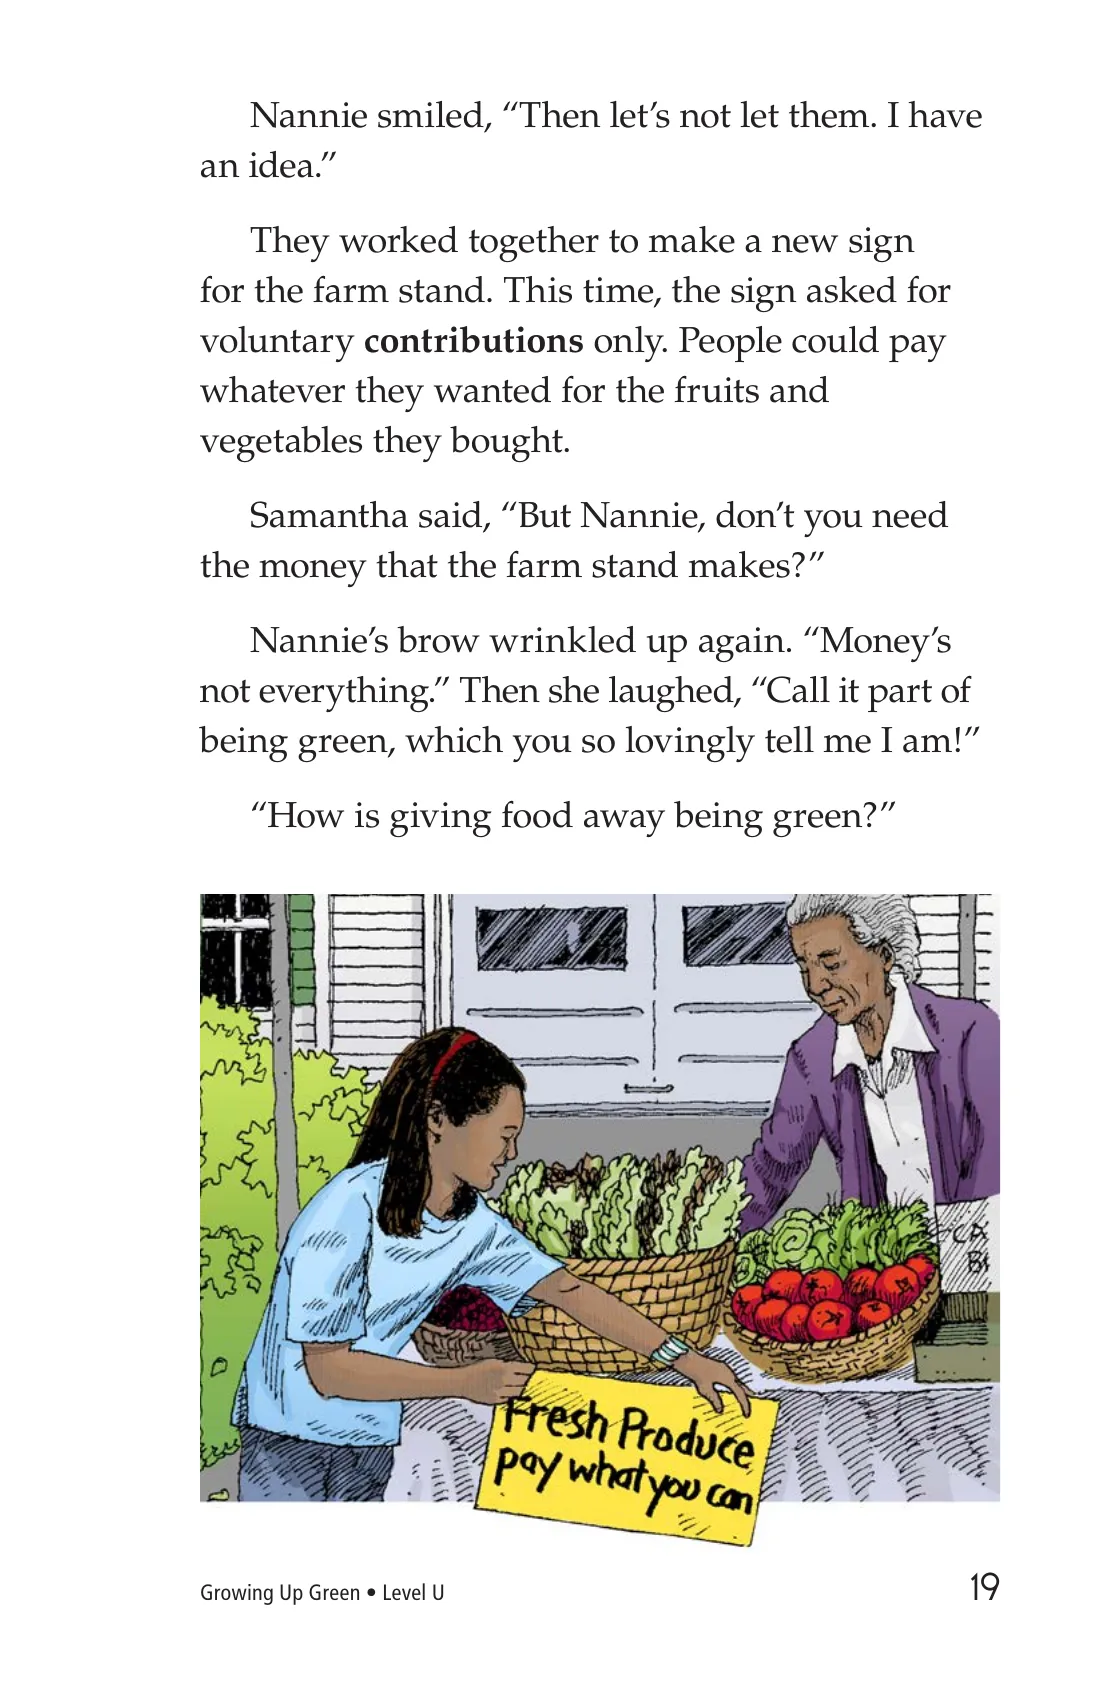 Nannie smiled, “Then let’s not let them. I have
an idea.”
They worked together to make a new sign
for the farm stand. This time, the sign asked for
voluntary contributions only. People could pay
whatever they wanted for the fruits and
vegetables they bought.
Samantha said, “But Nannie, don’t you need
the money that the farm stand makes?”
Nannie’s brow wrinkled up again. “Money’s
not everything.” Then she laughed, “Call it part of
being green, which you so lovingly tell me I am!”
“How is giving food away being green?”
Fresh Produce
pay what you can
Growing Up Green • Level U
19